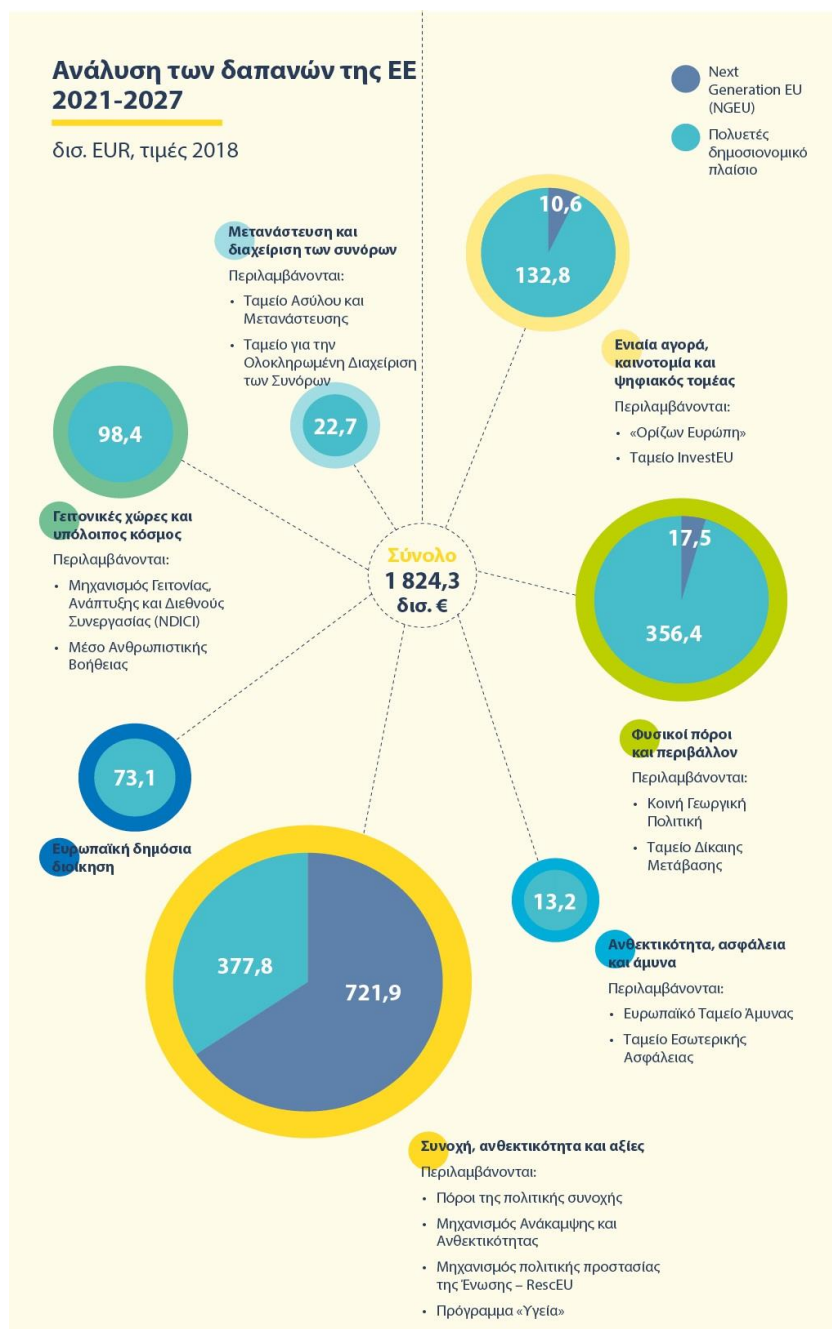 Ανάλυση των δαπανών της ΕΕ
2021-2027
δισ. EUR, τιμές 2018
Next
Generation EU
(NGEU)
Πολυετές
δημοσιονομικό
πλαίσιο
10,6
132,8
Ενιαία αγορά,
καινοτομία και
ψηφιακός τομέας
Περιλαμβάνονται:
• «Ορίζων Ευρώπη»
• Ταμείο InvestEU
Μετανάστευση και
διαχείριση των συνόρων
Περιλαμβάνονται:
• Ταμείο Ασύλου και
Μετανάστευσης
• Ταμείο για την
Ολοκληρωμένη Διαχείριση
των Συνόρων
22,7
98,4
Γειτονικές χώρες και
υπόλοιπος κόσμος
Περιλαμβάνονται:
• Μηχανισμός Γειτονίας,
Ανάπτυξης και Διεθνούς
Συνεργασίας (NDICI)
• Μέσο Ανθρωπιστικής
Βοήθειας
Σύνολο
1 824,3
δισ. €
17,5
356,4
Φυσικοί πόροι
και περιβάλλον
Περιλαμβάνονται:
• Κοινή Γεωργική
Πολιτική
• Ταμείο Δίκαιης
Μετάβασης
73,1
Ευρωπαϊκή δημόσια
διοίκηση
13,2
Ανθεκτικότητα, ασφάλεια
και άμυνα
Περιλαμβάνονται:
• Ευρωπαϊκό Ταμείο Άμυνας
• Ταμείο Εσωτερικής
Ασφάλειας
377,8
721,9
Συνοχή, ανθεκτικότητα και αξίες
Περιλαμβάνονται:
• Πόροι της πολιτικής συνοχής
• Μηχανισμός Ανάκαμψης και
Ανθεκτικότητας
• Μηχανισμός πολιτικής προστασίας
της Ένωσης – RescEU
• Πρόγραμμα «Υγεία»